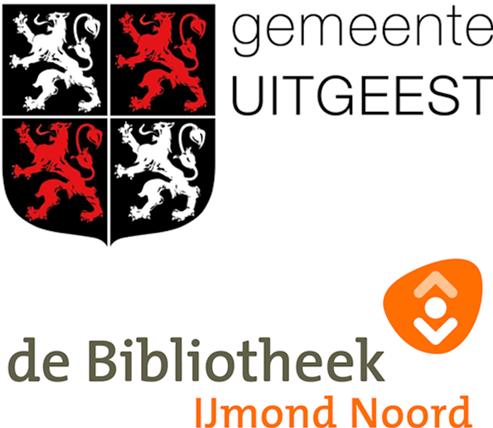 gemeente
UITGEEST
de Bibliotheek
IJmond Noord